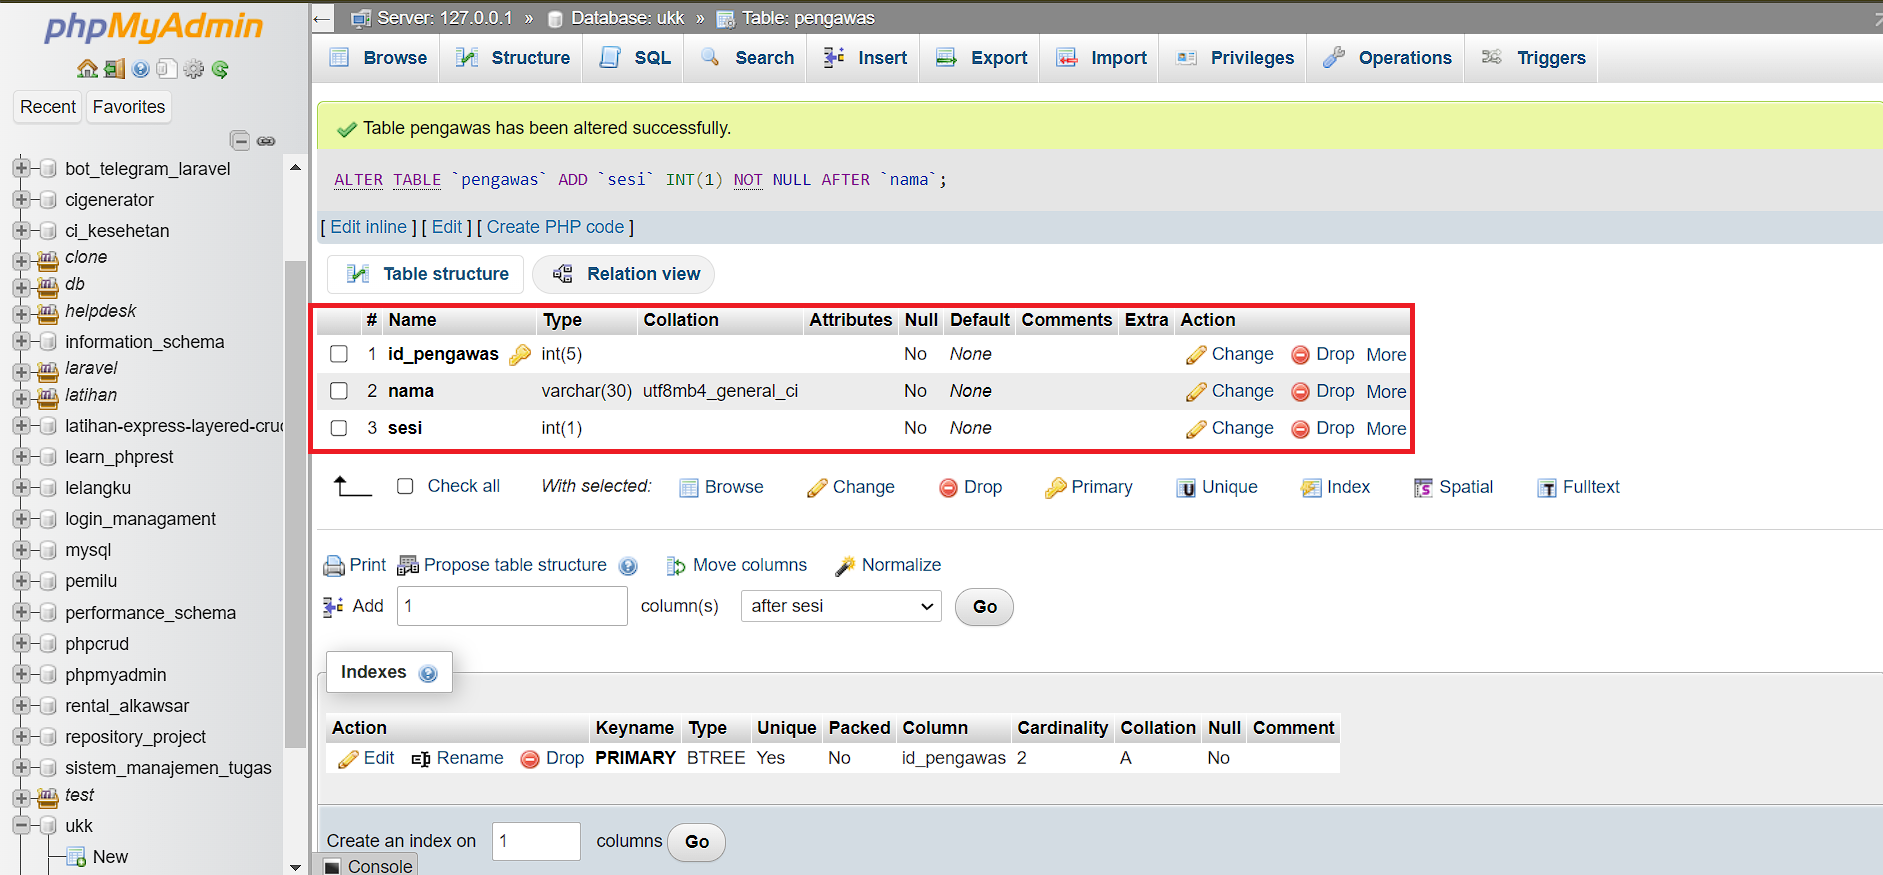 phpMyAdmin
Recent Favorites
bot_telegram_laravel
cigenerator
ci_kesehetan
clone
db
helpdesk
information_schema
laravel
latihan
latihan-express-layered-cruc
learn_phprest
lelangku
login_managament
mysql
pemilu
performance_schema
phpcrud
phpmyadmin
rental_alkawsar
repository_project
sistem_manajemen_tugas
test
ukk
New
Server: 127.0.0.1 » Database: ukk » Table: pengawas
Browse Structure SQL Search Insert Export Import Privileges Operations Triggers
Table pengawas has been altered successfully.
ALTER TABLE `pengawas` ADD `sesi` INT(1) NOT NULL AFTER `nama`;
[ Edit inline ] [ Edit ] [ Create PHP code ]
Table structure Relation view
# Name Type Collation Attributes Null Default Comments Extra Action
1 id_pengawas int(5) No None Change Drop More
2 nama varchar(30) utf8mb4_general_ci No None Change Drop More
3 sesi int(1) No None Change Drop More
Check all With selected: Browse Change Drop Primary Unique Index Spatial Fulltext
Print Propose table structure Move columns Normalize
Add 1 column(s) after sesi Go
Indexes
Action Keyname Type Unique Packed Column Cardinality Collation Null Comment
Edit Rename Drop PRIMARY BTREE Yes No id_pengawas 2 A No
Create an index on 1 columns Go
Console